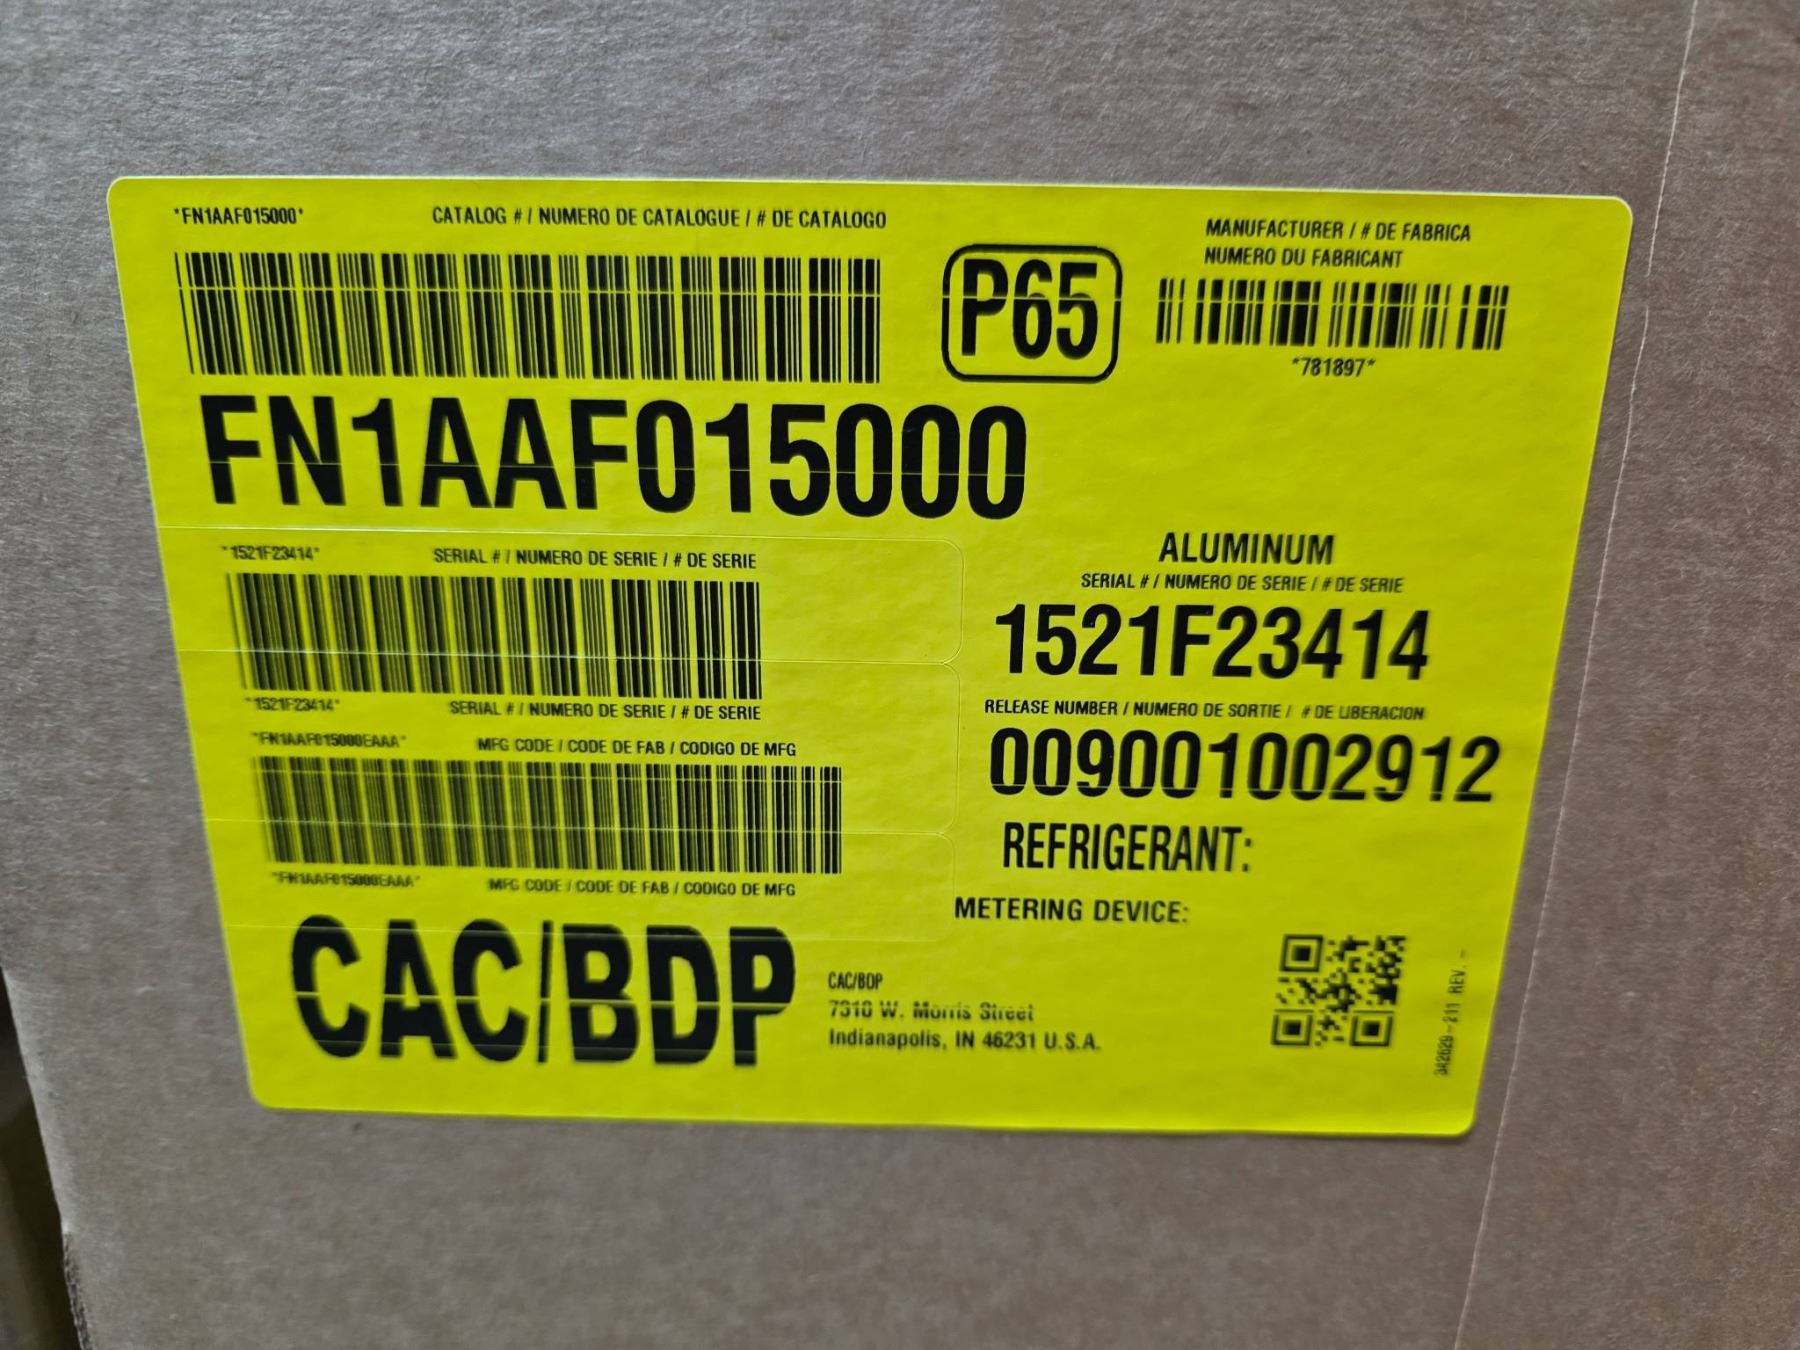 *FN1AAF015000*
CATALOG # / NUMERO DE CATALOGUE / # DE CATALOGO
P65
MANUFACTURER / # DE FABRICA
NUMERO DU FABRICANT
*781897*
FN1AAF015000
*1521F23414*
SERIAL # / NUMERO DE SERIE / # DE SERIE
ALUMINUM
SERIAL # / NUMERO DE SERIE / # DE SERIE
1521F23414
*1521F23414*
SERIAL # / NUMERO DE SERIE / # DE SERIE
RELEASE NUMBER / NUMERO DE SORTIE / # DE LIBERACION
009001002912
*FN1AAF015000EAAA*
MFG CODE / CODE DE FAB / CODIGO DE MFG
REFRIGERANT:
*FN1AAF015000EAAA*
MFG CODE / CODE DE FAB / CODIGO DE MFG
METERING DEVICE:
CAC/BDP
CAC/BDP
7310 W. Morris Street
Indianapolis, IN 46231 U.S.A.
342629-211 REV. -